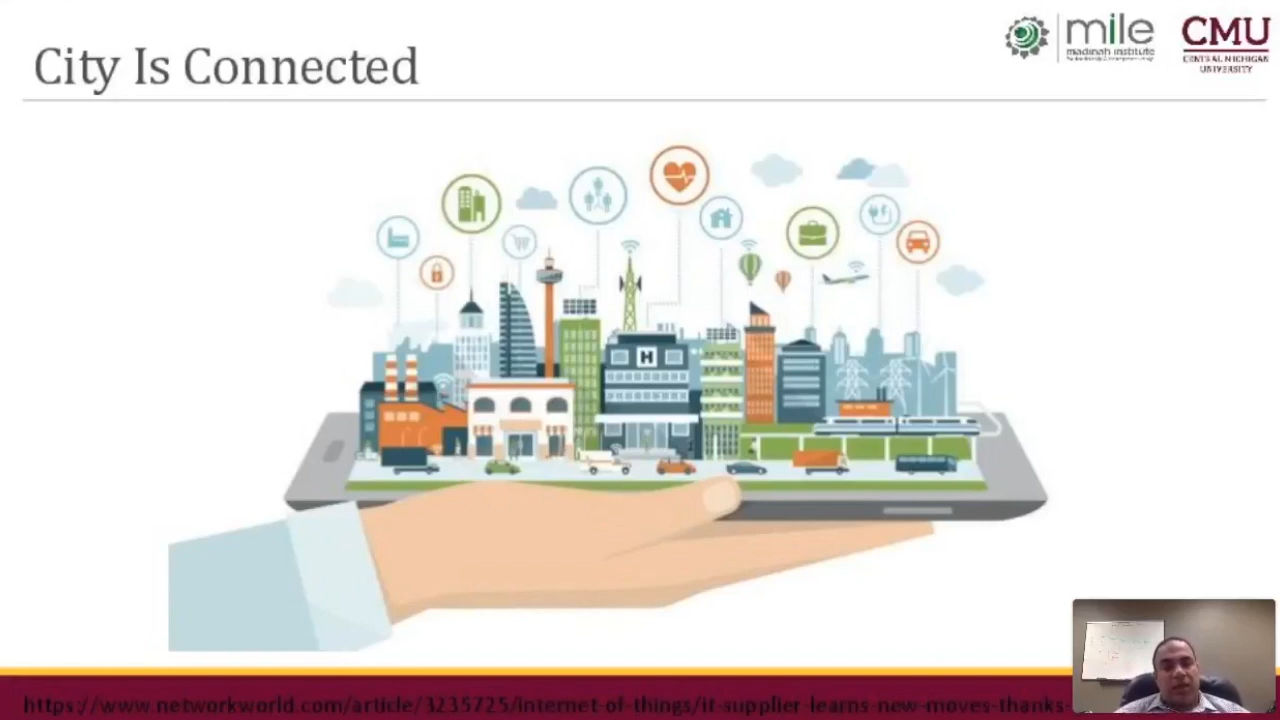 City Is Connected
mile
madinah institute
CMU
CENTRAL MICHIGAN
UNIVERSITY
H
https://www.networkworld.com/article/3235725/internet-of-things/it-supplier-learns-new-moves-thanks-